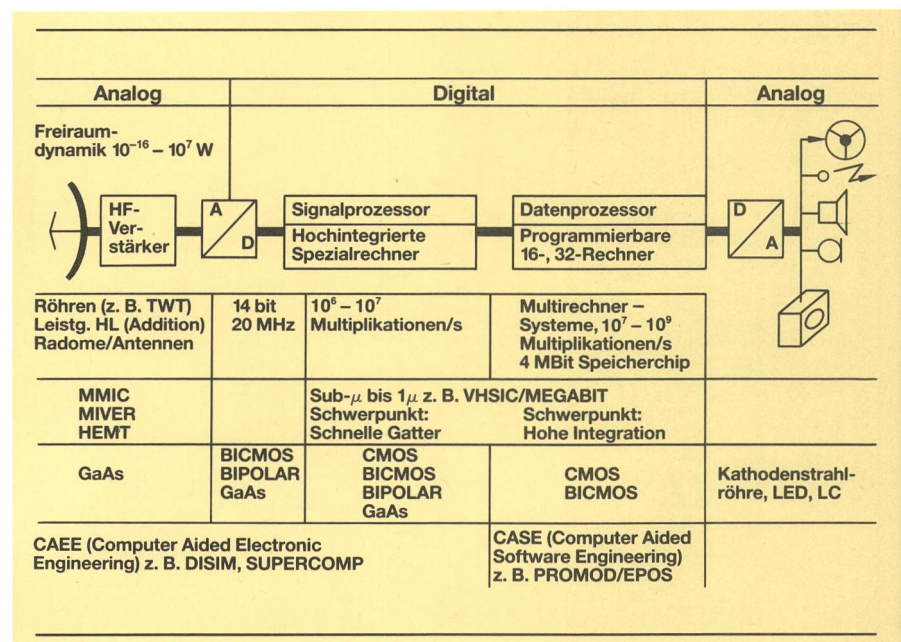 Analog
Digital
Analog
Freiraum-
dynamik 10⁻¹⁶ – 10⁷ W
HF-
Ver-
stärker
A
D
Signalprozessor
Hochintegrierte
Spezialrechner
Datenprozessor
Programmierbare
16-, 32-Rechner
D
A
Röhren (z. B. TWT)
Leistg. HL (Addition)
Radome/Antennen
14 bit
20 MHz
10⁶ – 10⁷
Multiplikationen/s
Multirechner –
Systeme, 10⁷ – 10⁹
Multiplikationen/s
4 MBit Speicherchip
MMIC
MIVER
HEMT
Sub-μ bis 1μ z. B. VHSIC/MEGABIT
Schwerpunkt:
Schnelle Gatter
Schwerpunkt:
Hohe Integration
GaAs
BICMOS
BIPOLAR
GaAs
CMOS
BICMOS
BIPOLAR
GaAs
CMOS
BICMOS
Kathodenstrahl-
röhre, LED, LC
CAEE (Computer Aided Electronic
Engineering) z. B. DISIM, SUPERCOMP
CASE (Computer Aided
Software Engineering)
z. B. PROMOD/EPOS